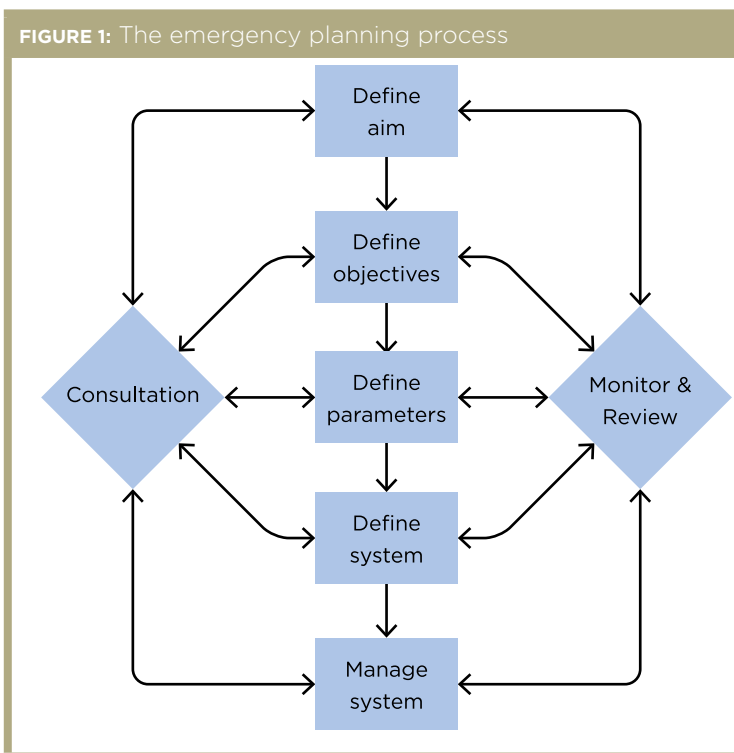 FIGURE 1: The emergency planning process
Define
aim
Define
objectives
Consultation
Define
parameters
Monitor &
Review
Define
system
Manage
system